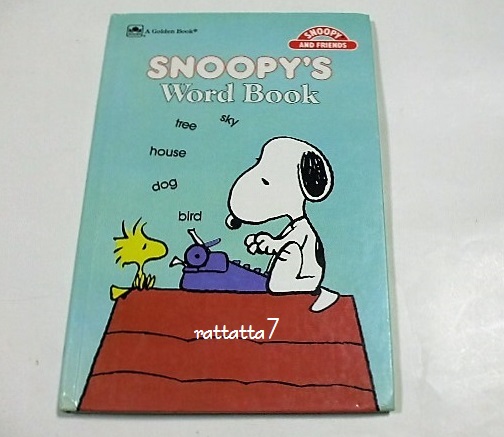 A Golden Book®
SNOOPY
AND FRIENDS
SNOOPY'S
Word Book
tree
sky
house
dog
bird
rattatta7